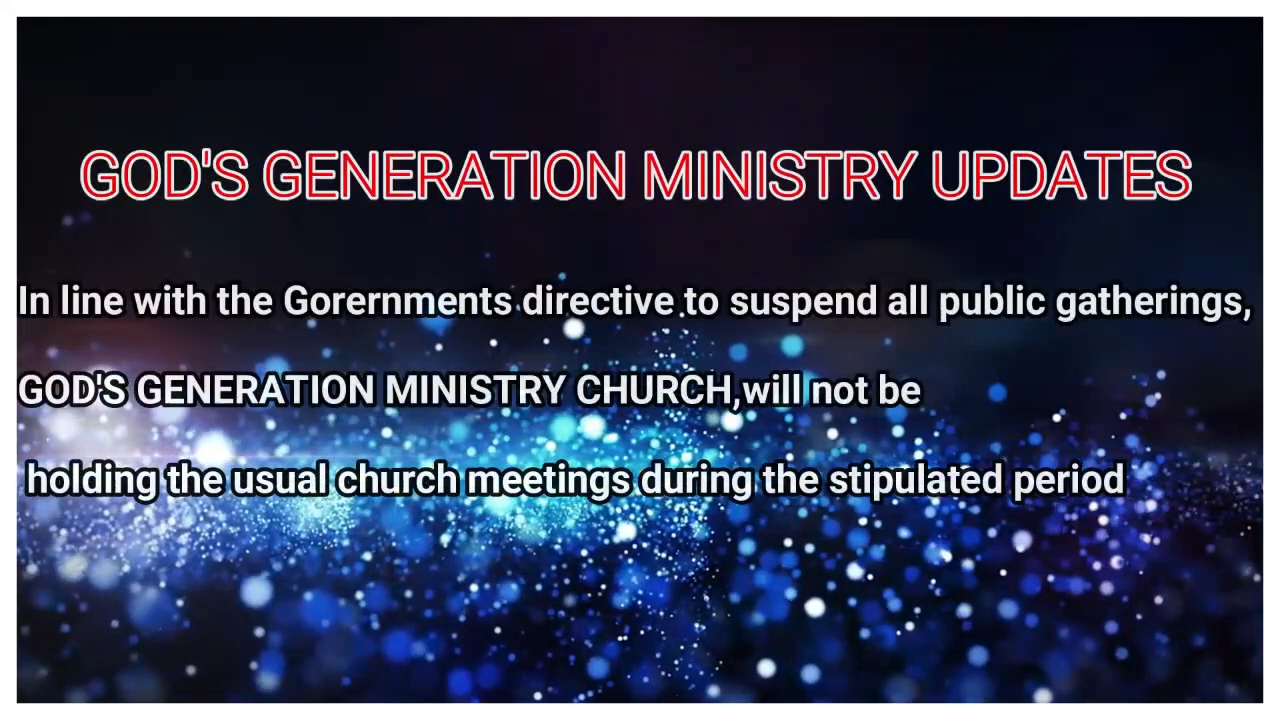 GOD'S GENERATION MINISTRY UPDATES
In line with the Gorernments directive to suspend all public gatherings,
GOD'S GENERATION MINISTRY CHURCH,will not be
holding the usual church meetings during the stipulated period